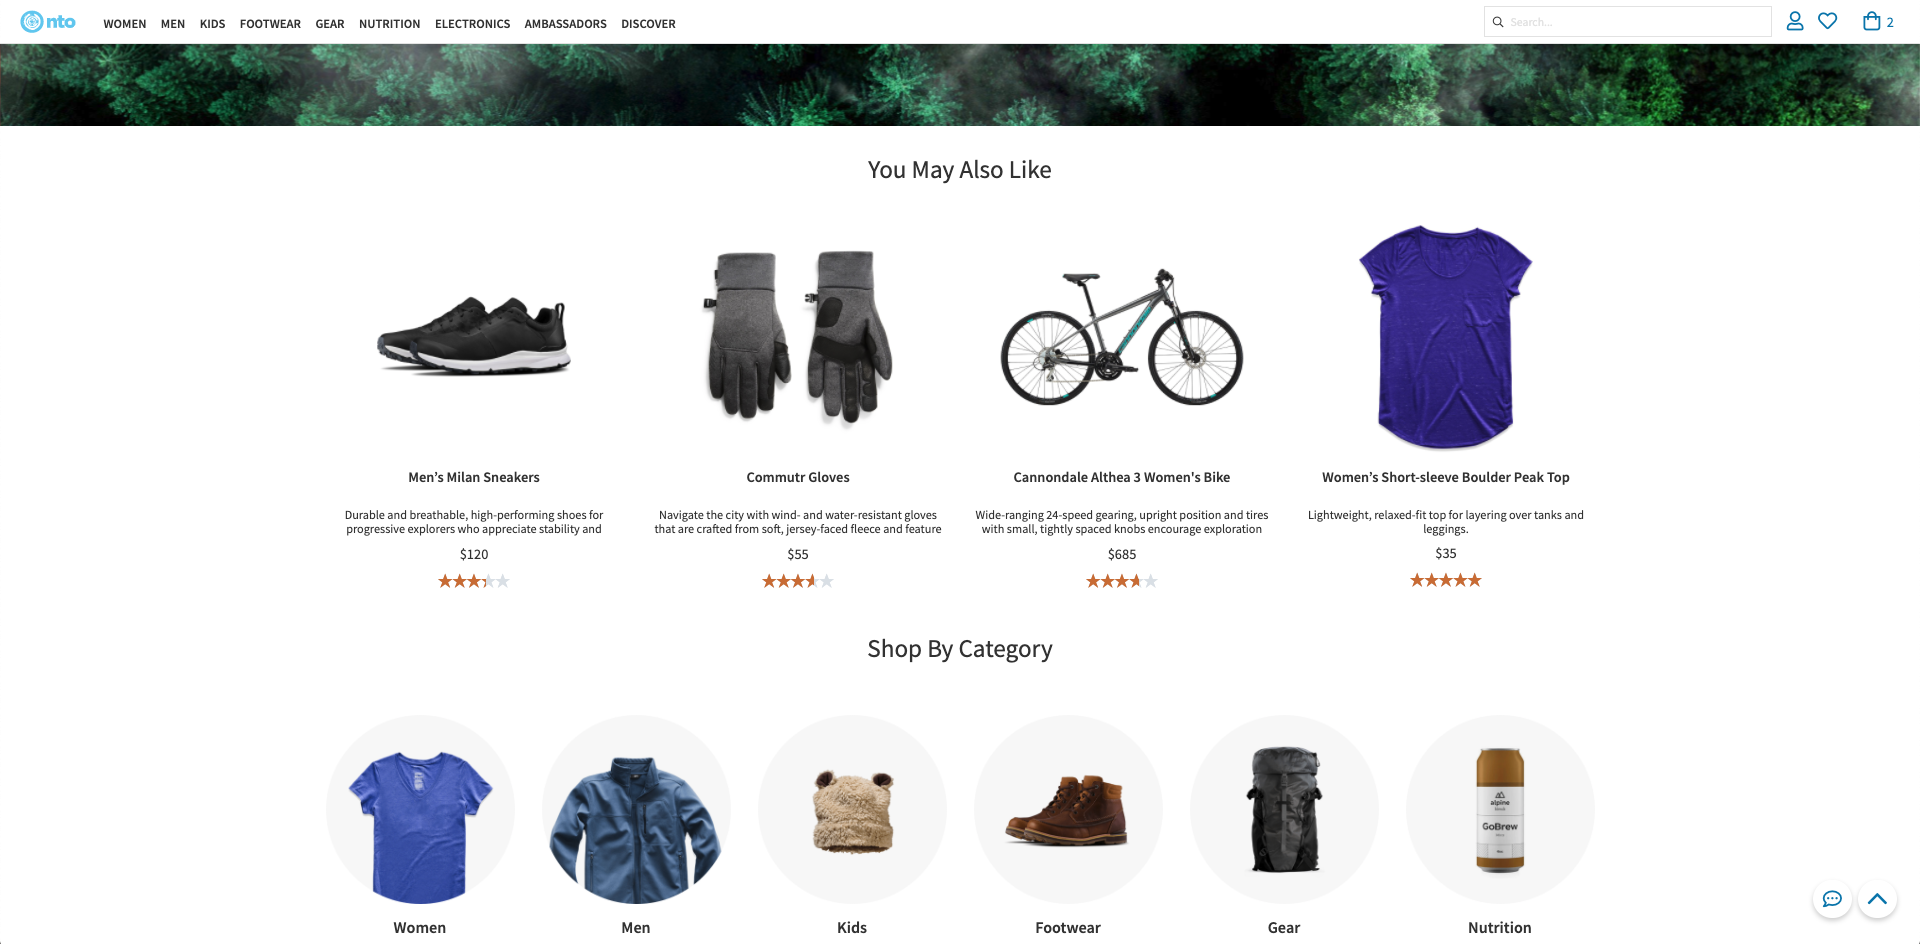 nto
WOMEN MEN KIDS FOOTWEAR GEAR NUTRITION ELECTRONICS AMBASSADORS DISCOVER
Search...
2
You May Also Like
Men’s Milan Sneakers
Durable and breathable, high-performing shoes for
progressive explorers who appreciate stability and
$120
Commutr Gloves
Navigate the city with wind- and water-resistant gloves
that are crafted from soft, jersey-faced fleece and feature
$55
Cannondale Althea 3 Women's Bike
Wide-ranging 24-speed gearing, upright position and tires
with small, tightly spaced knobs encourage exploration
$685
Women’s Short-sleeve Boulder Peak Top
Lightweight, relaxed-fit top for layering over tanks and
leggings.
$35
Shop By Category
alpine
GoBrew
Women
Men
Kids
Footwear
Gear
Nutrition